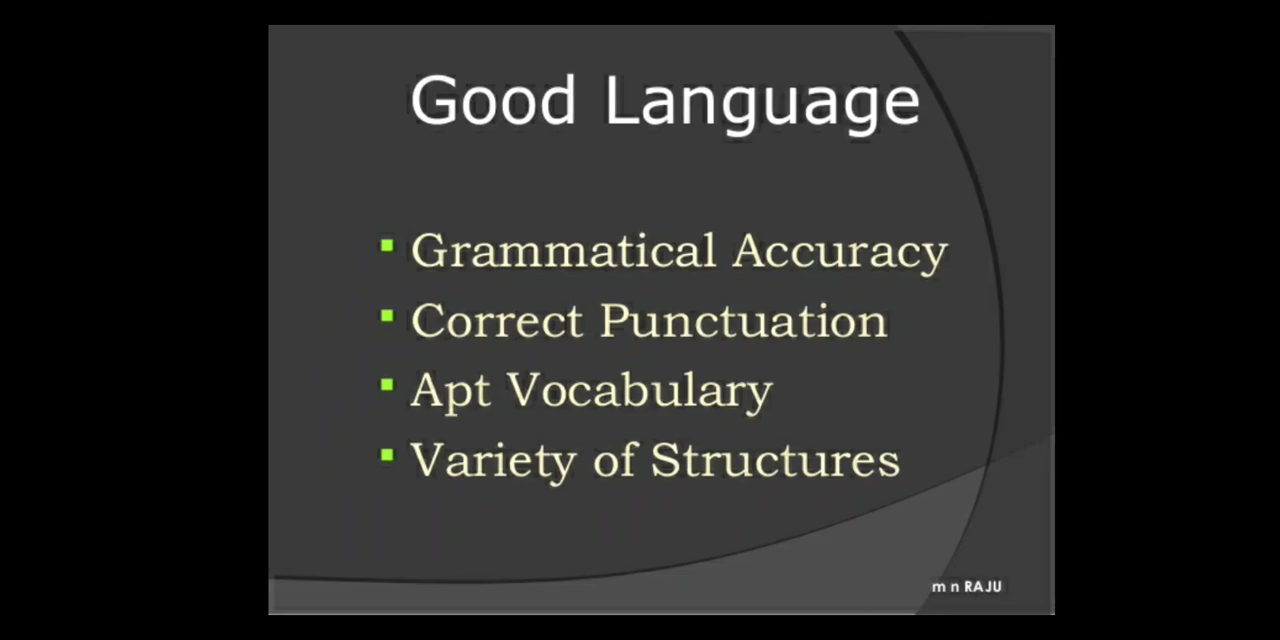 Good Language
Grammatical Accuracy
Correct Punctuation
Apt Vocabulary
Variety of Structures
m n RAJU